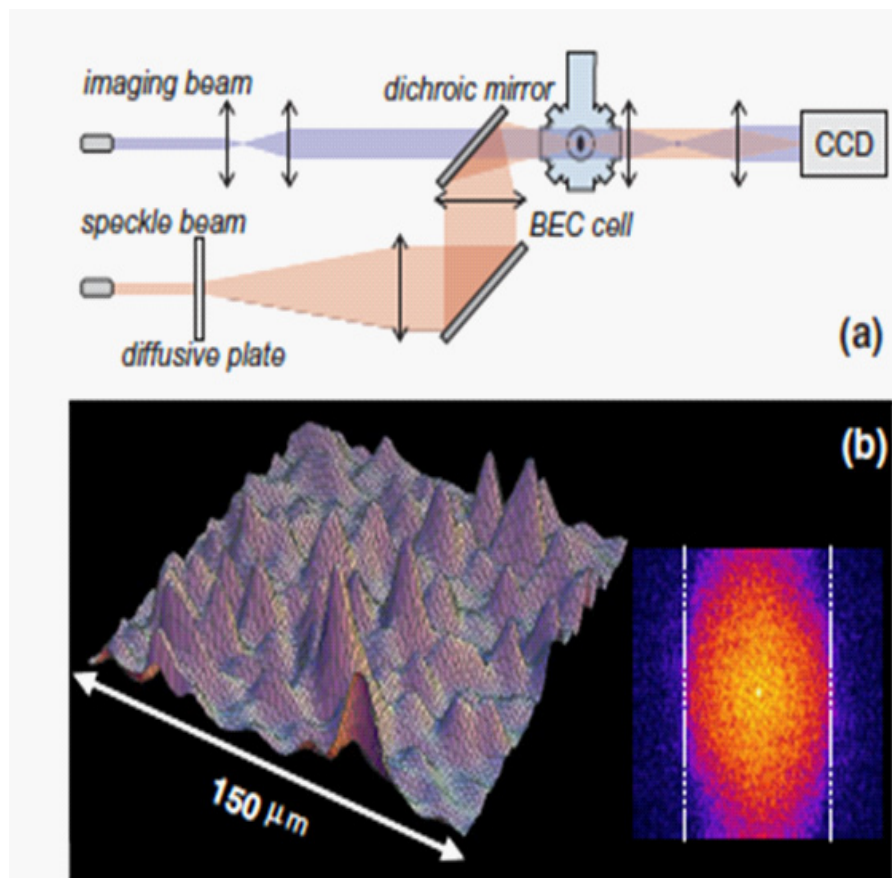 imaging beam
dichroic mirror
CCD
speckle beam
BEC cell
diffusive plate
(a)
(b)
150 μm